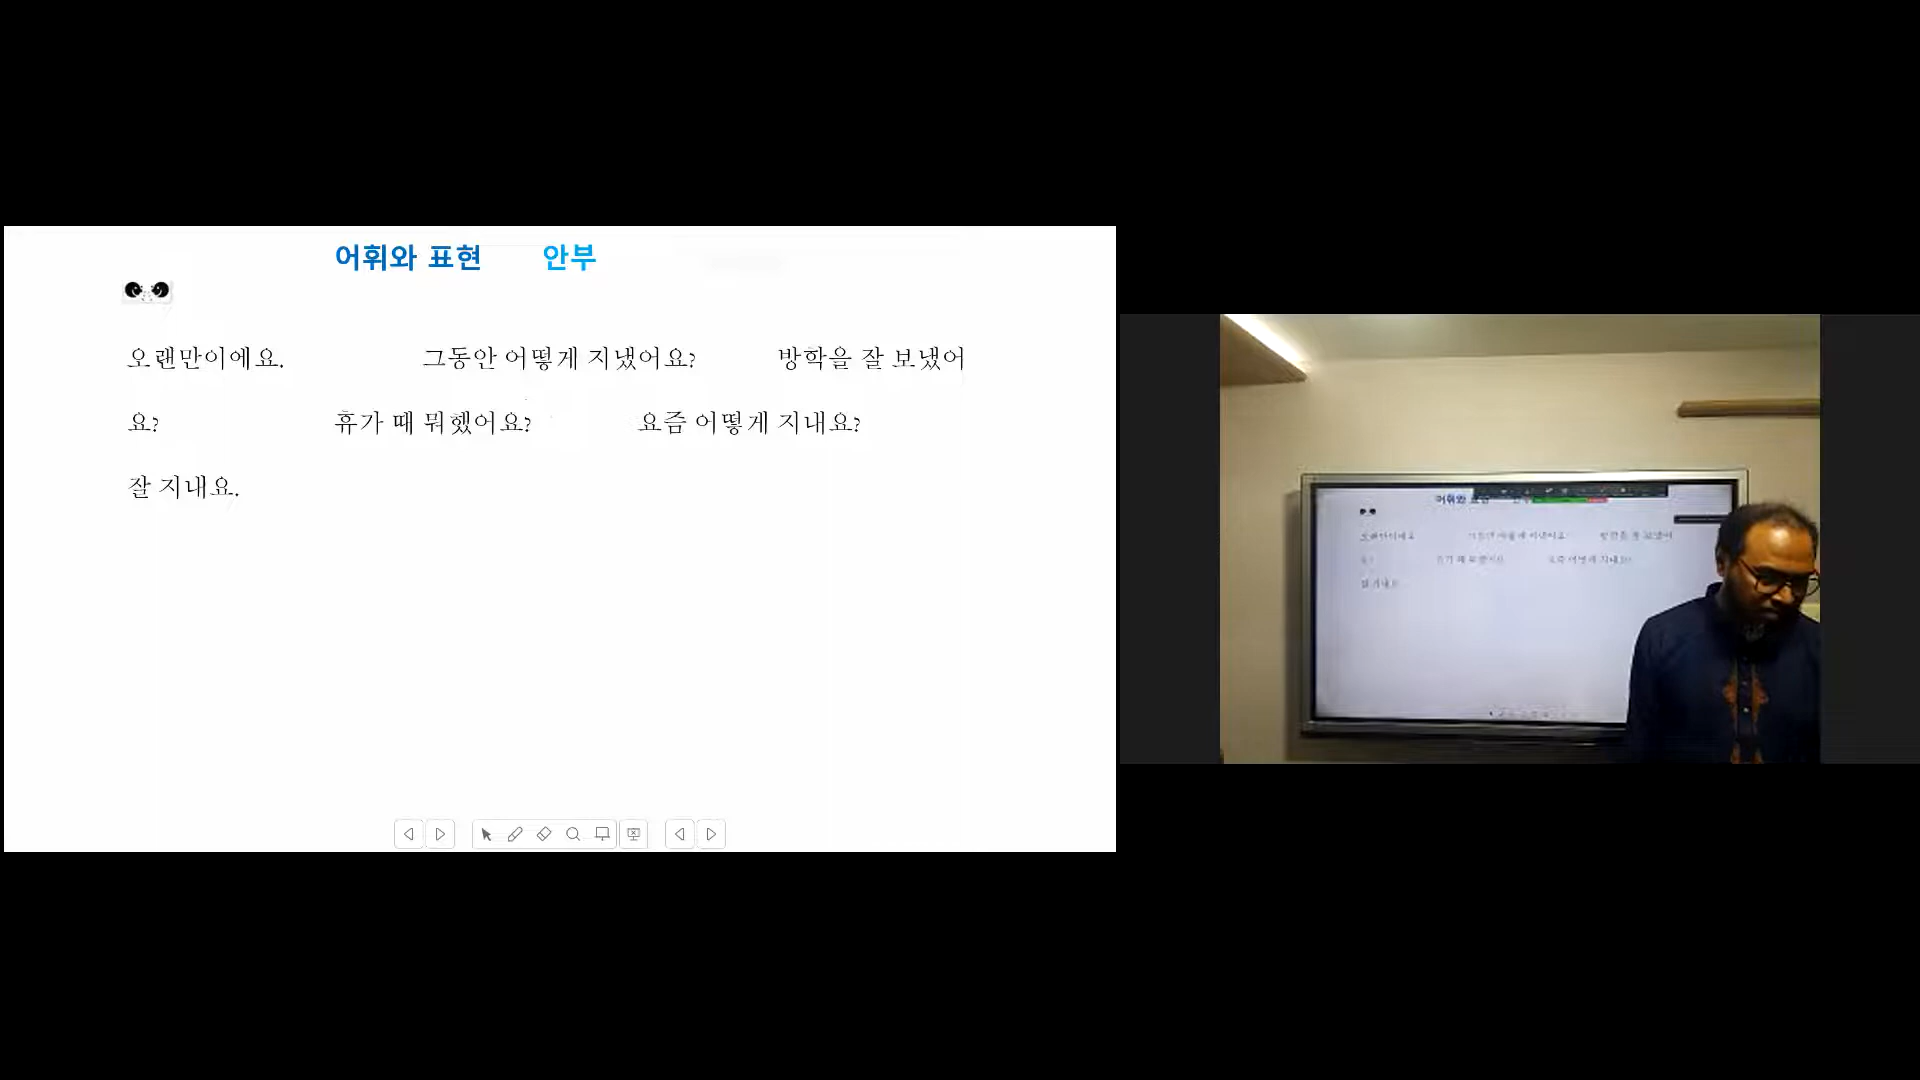 어휘와 표현 안부
오랜만이에요. 그동안 어떻게 지냈어요? 방학을 잘 보냈어
요? 휴가 때 뭐했어요? 요즘 어떻게 지내요?
잘 지내요.